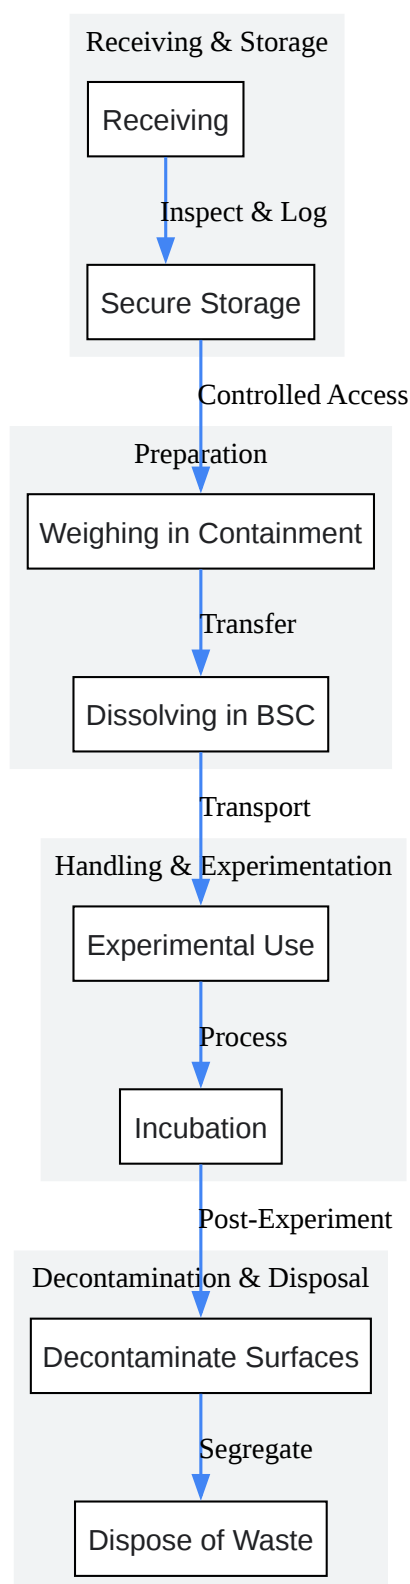 Receiving & Storage
Receiving
Inspect & Log
Secure Storage
Controlled Access
Preparation
Weighing in Containment
Transfer
Dissolving in BSC
Transport
Handling & Experimentation
Experimental Use
Process
Incubation
Post-Experiment
Decontamination & Disposal
Decontaminate Surfaces
Segregate
Dispose of Waste